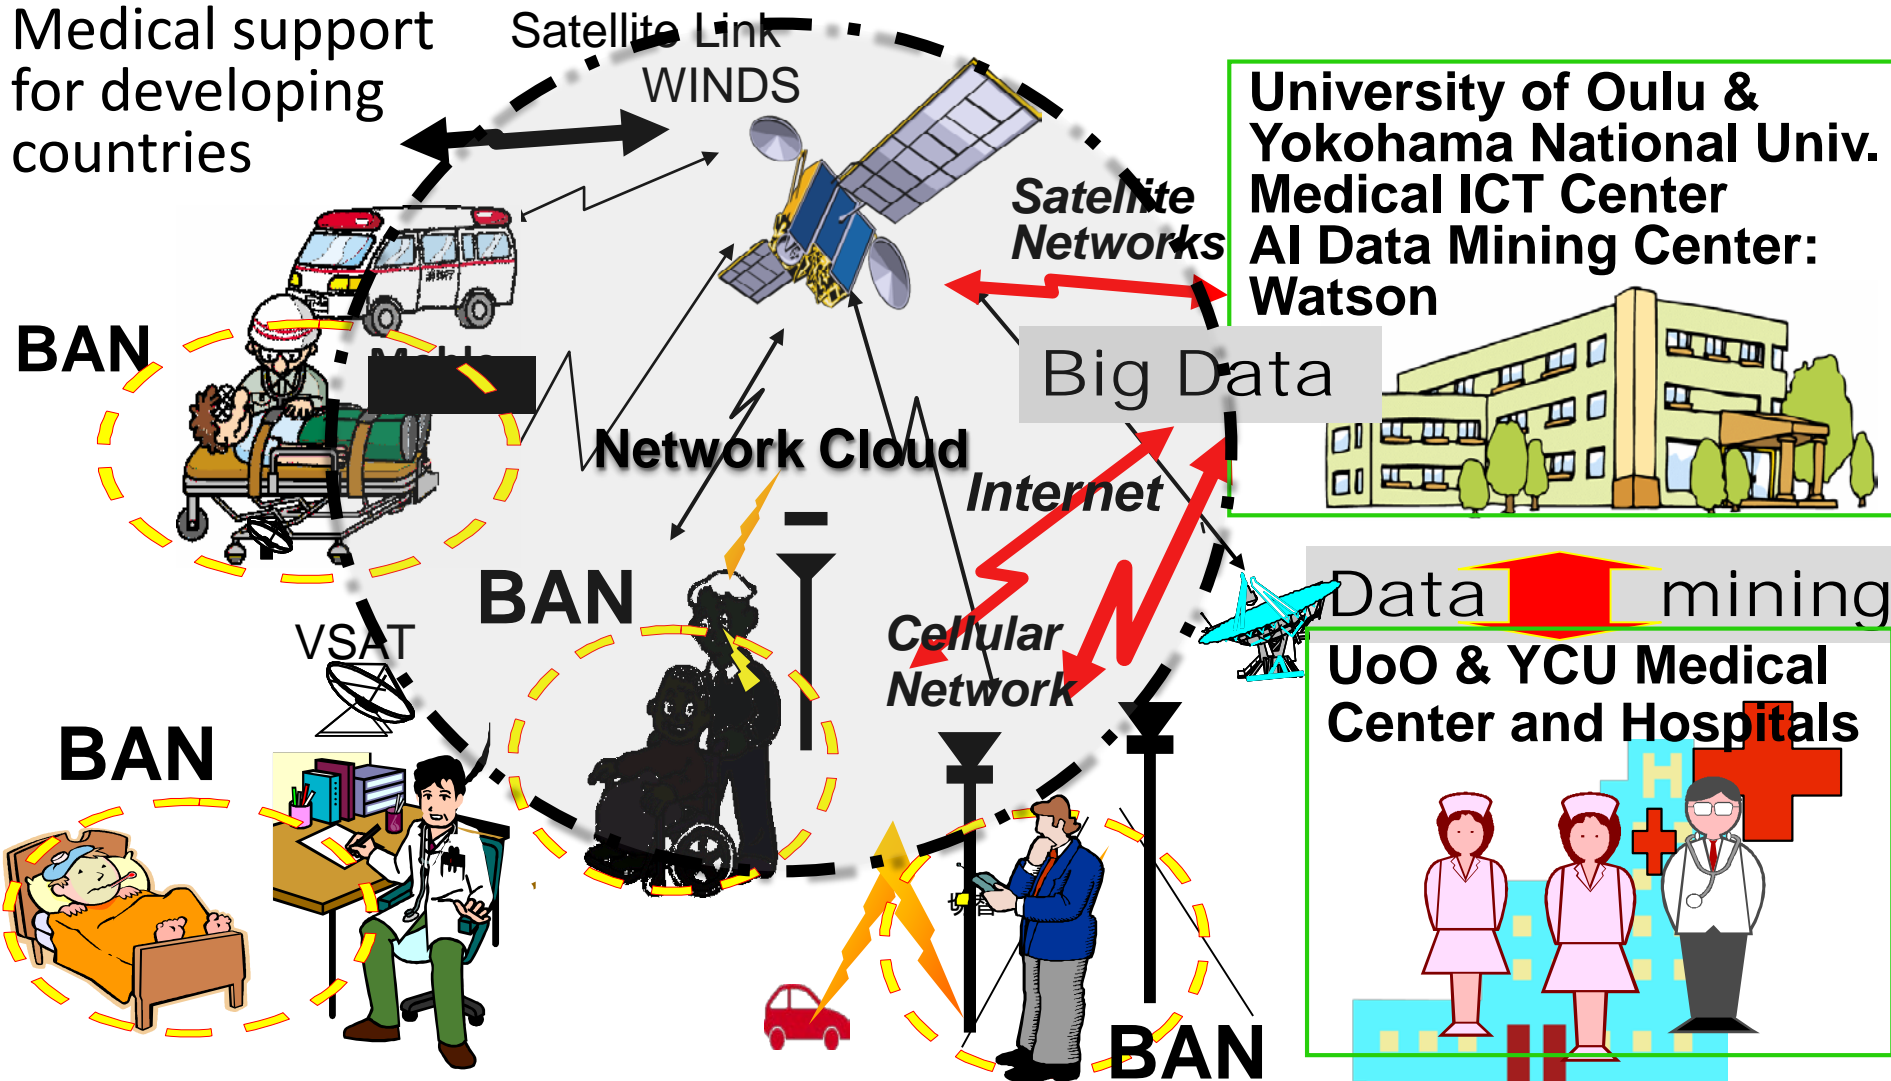 Medical support
for developing
countries
Satellite Link
WINDS
University of Oulu &
Yokohama National Univ.
Medical ICT Center
AI Data Mining Center:
Watson
Satellite
Networks
BAN
Big Data
Network Cloud
Internet
BAN
Data mining
Cellular
Network
VSAT
UoO & YCU Medical
Center and Hospitals
BAN
H
BAN